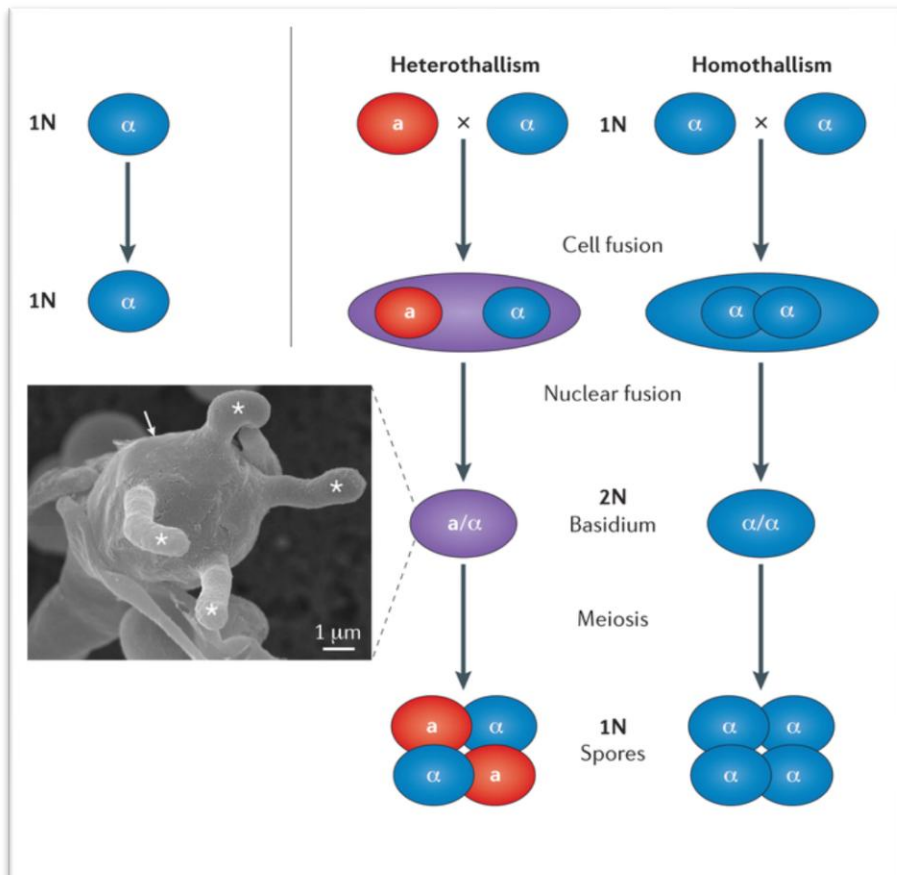 Heterothallism
Homothallism
1N
α
a
×
α
1N
α
×
α
Cell fusion
1N
α
a
α
α
α
Nuclear fusion
*
*
*
*
1 µm
a/α
2N
Basidium
α/α
Meiosis
a
α
α
a
1N
Spores
α
α
α
α